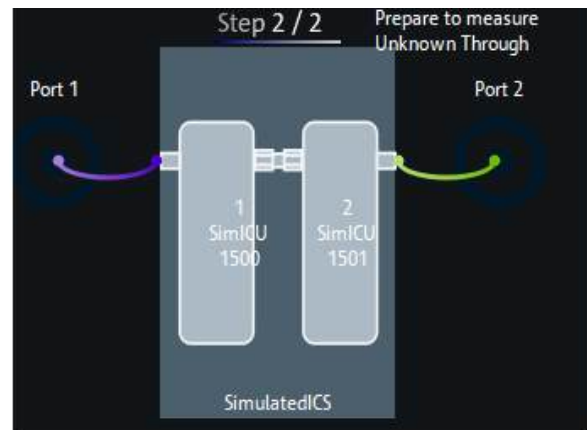 Step 2 / 2
Prepare to measure
Unknown Through
Port 1
Port 2
1
SimICU
1500
2
SimICU
1501
SimulatedICS